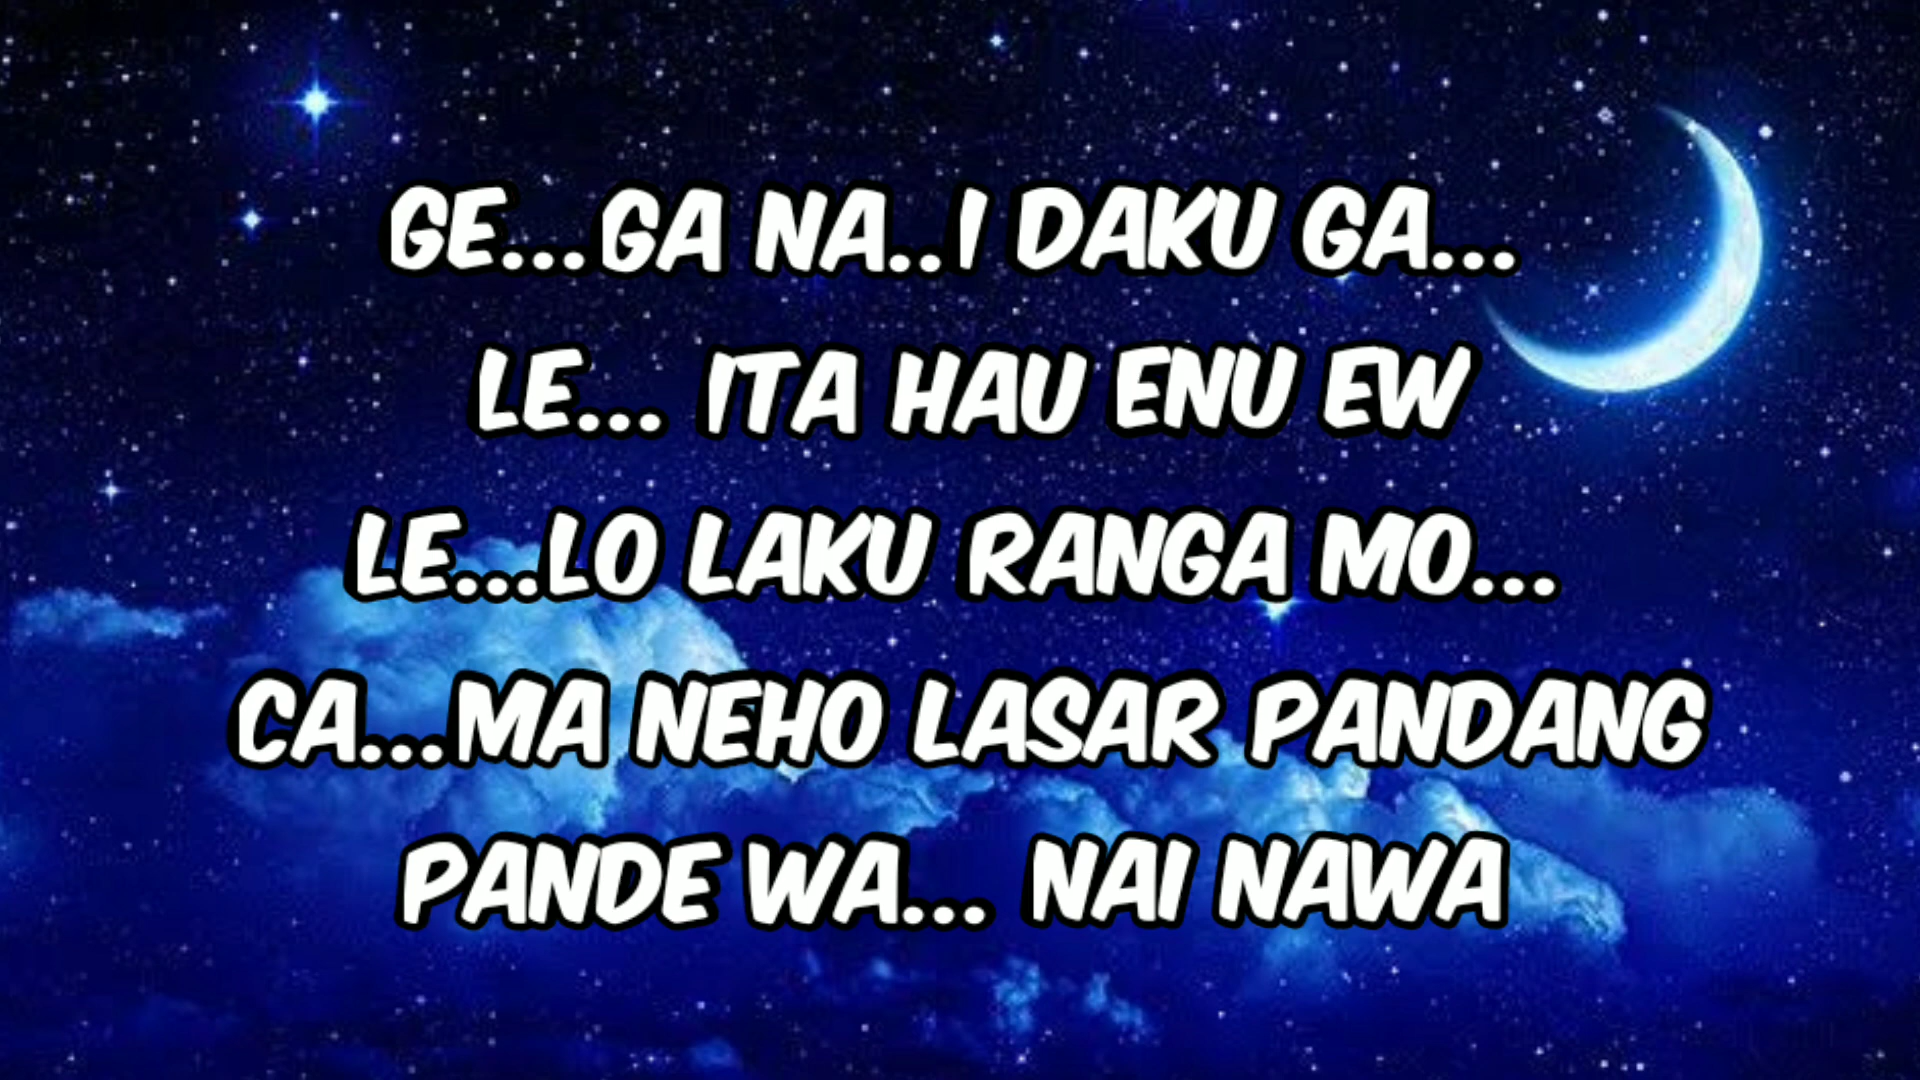 GE...GA NA..I DAKU GA...
LE... ITA HAU ENU EW
LE...LO LAKU RANGA MO...
CA...MA NEHO LASAR PANDANG
PANDE WA... NAI NAWA